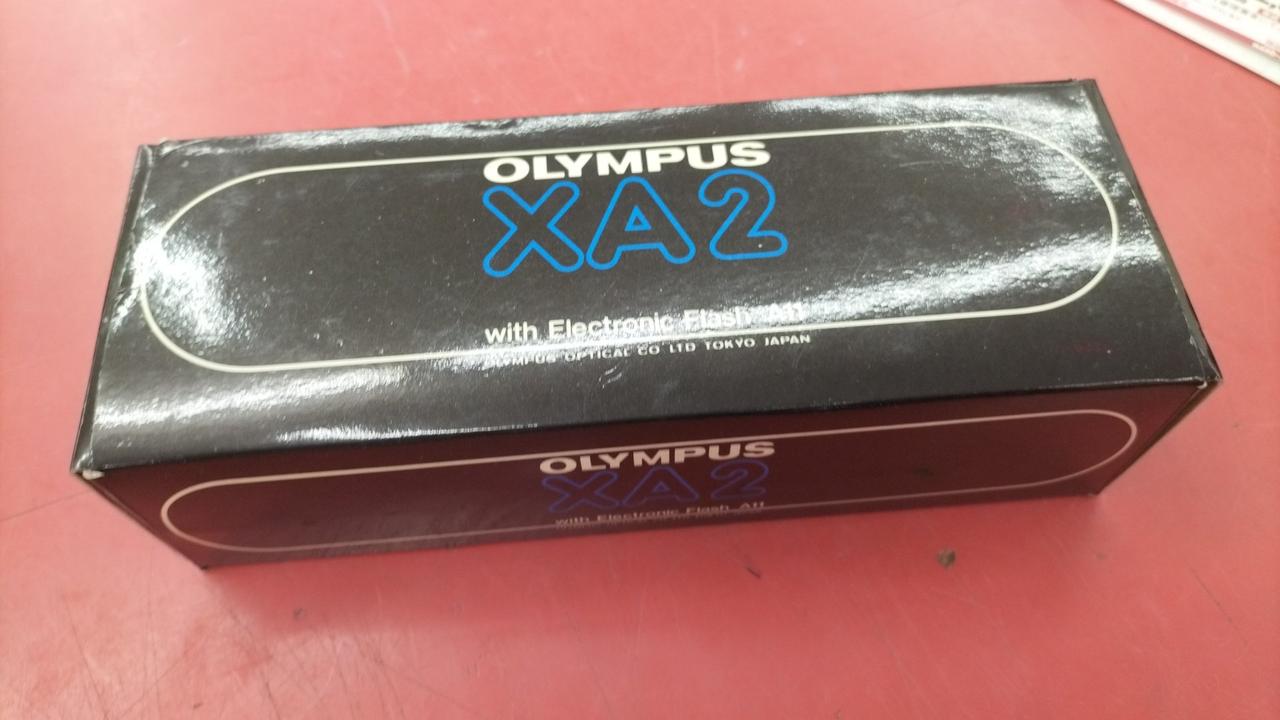 OLYMPUS
XA2
with Electronic Flash A11
OLYMPUS OPTICAL CO LTD TOKYO JAPAN
OLYMPUS
XA2
with Electronic Flash A11